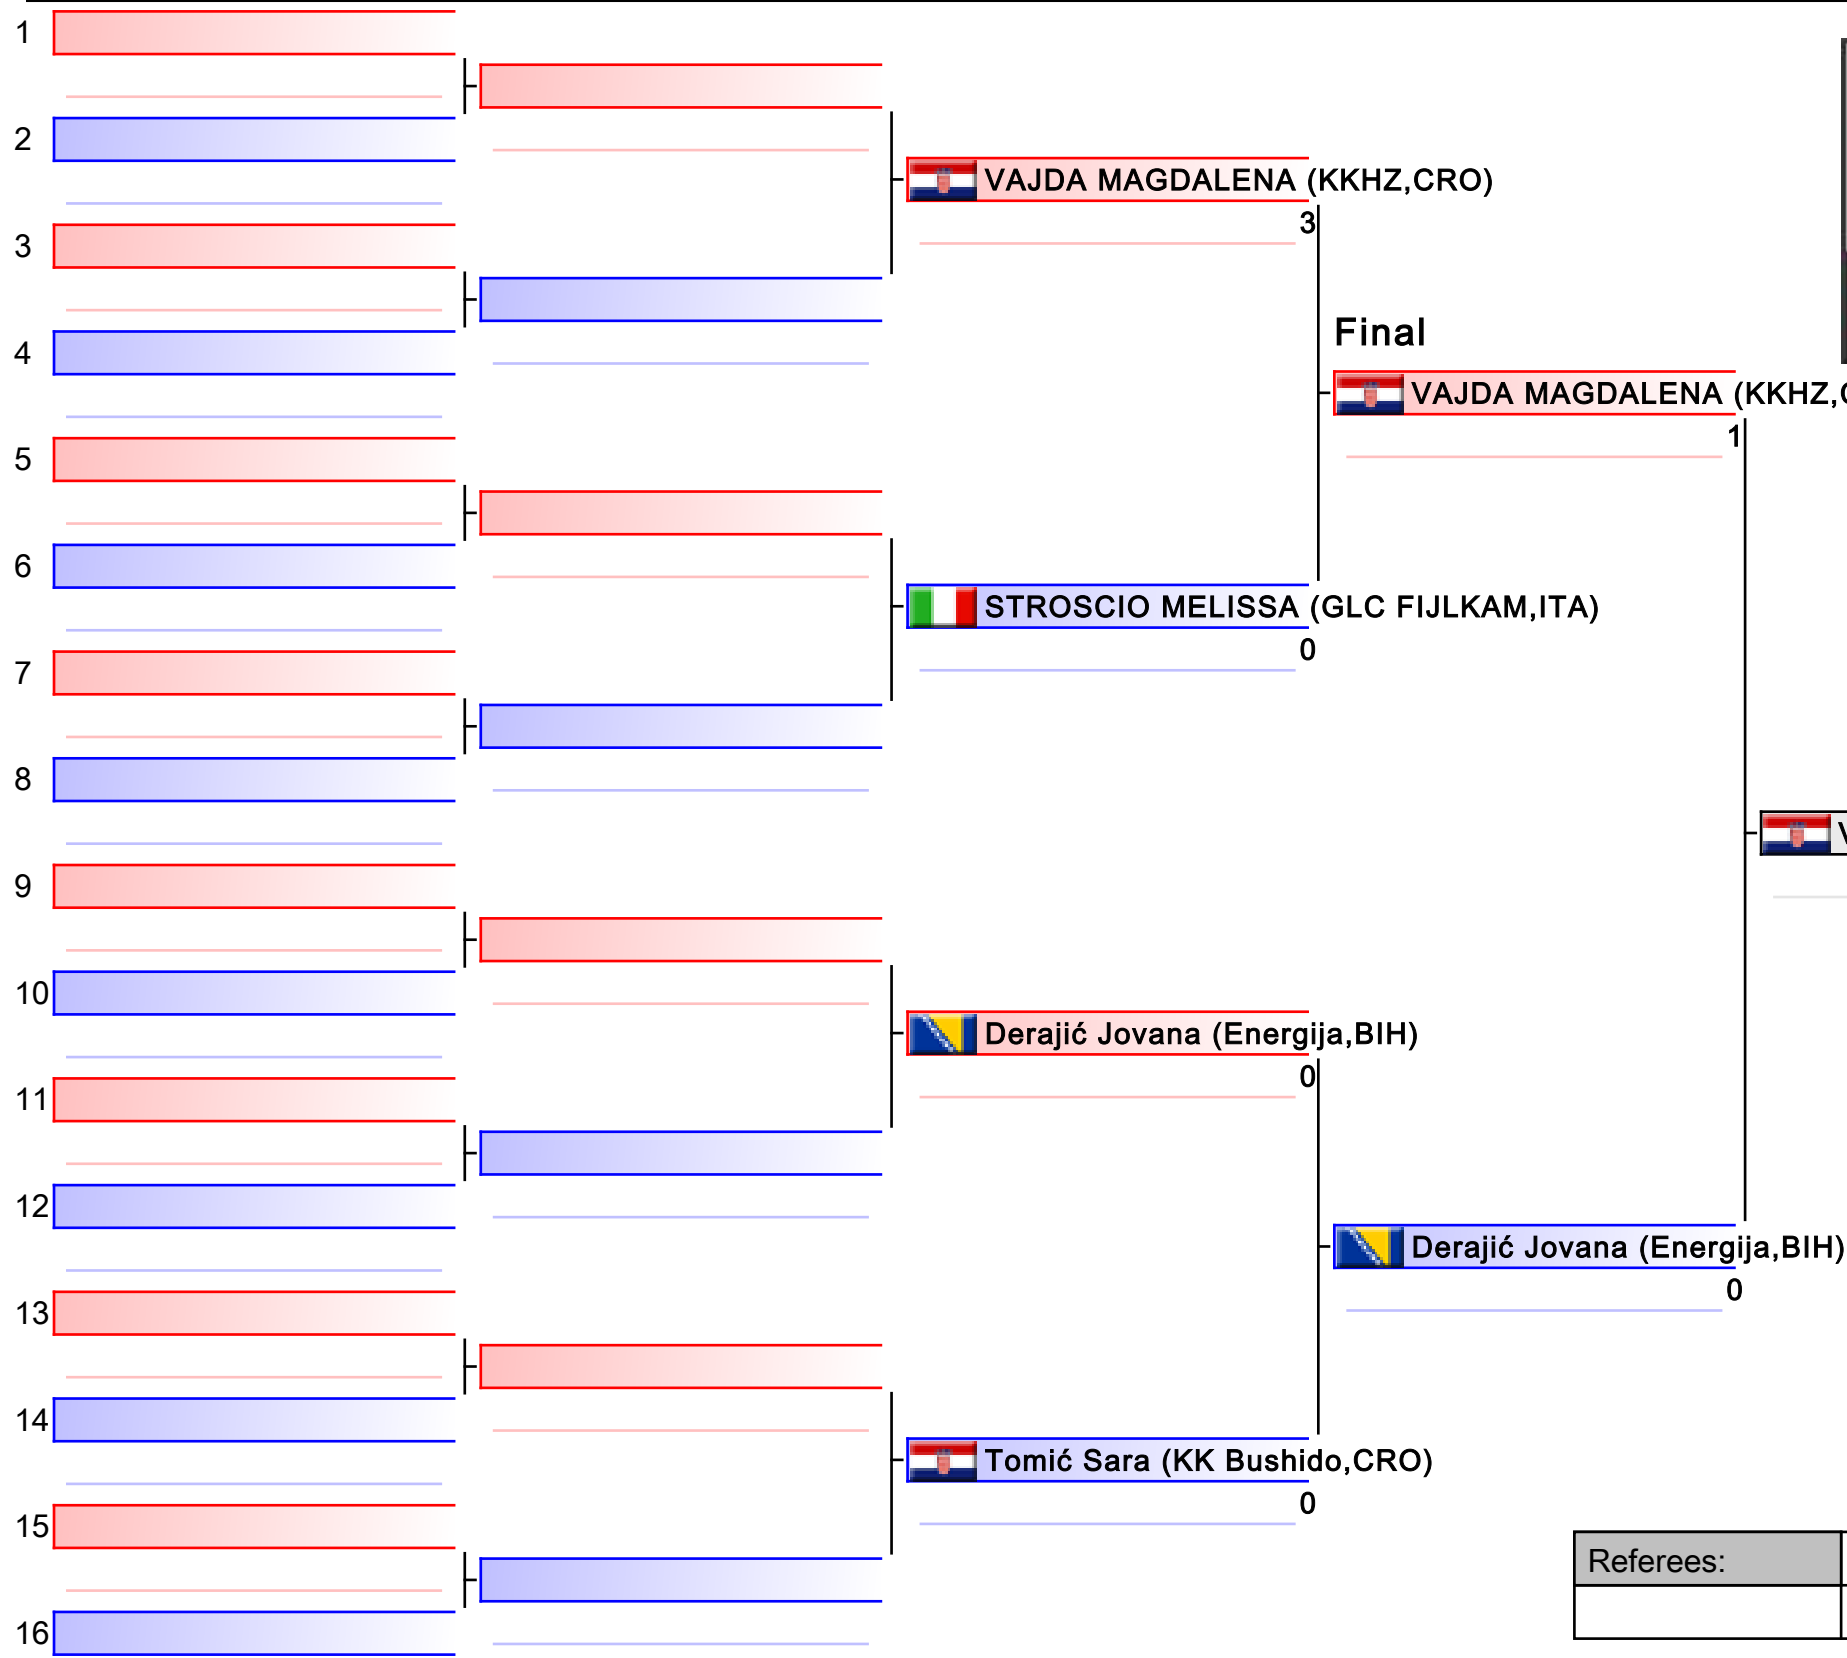 1
2
VAJDA MAGDALENA (KKHZ,CRO)
3
3
Final
4
VAJDA MAGDALENA (KKHZ,
1
5
6
STROSCIO MELISSA (GLC FIJLKAM,ITA)
0
7
8
9
10
Derajić Jovana (Energija,BIH)
0
11
12
Derajić Jovana (Energija,BIH)
0
13
14
Tomić Sara (KK Bushido,CRO)
0
15
Referees:
16